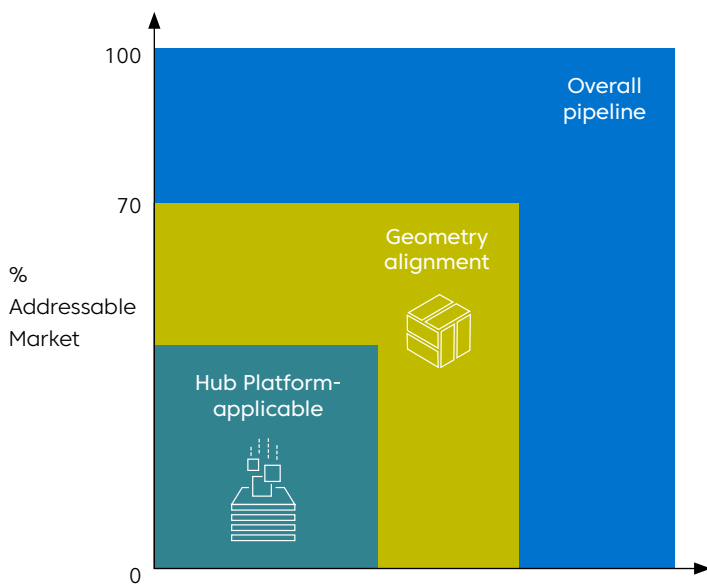 100
Overall
pipeline
70
Geometry
alignment
%
Addressable
Market
Hub Platform-
applicable
0